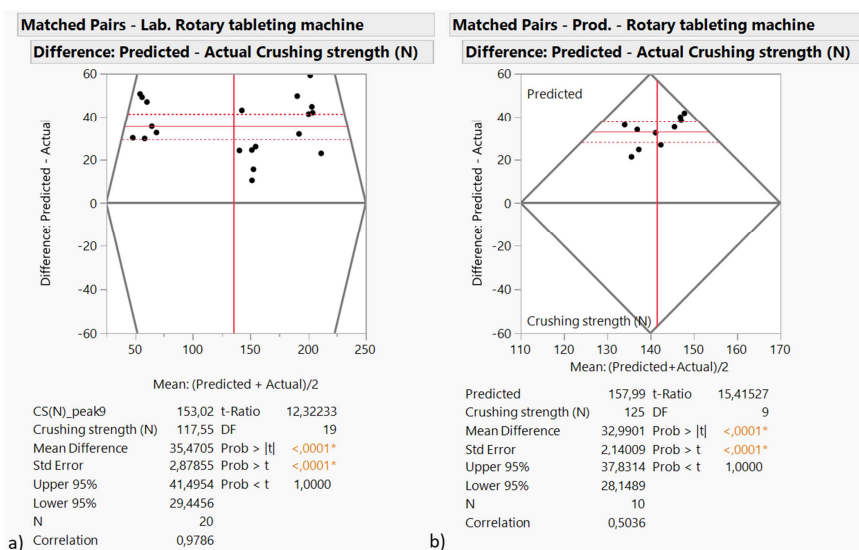 Matched Pairs - Lab. Rotary tableting machine
Difference: Predicted - Actual Crushing strength (N)
Difference: Predicted - Actual
60
40
20
0
-20
-40
-60
50 100 150 200 250
Mean: (Predicted + Actual)/2
CS(N)_peak9 153,02 t-Ratio 12,32233
Crushing strength (N) 117,55 DF 19
Mean Difference 35,4705 Prob > |t| <,0001*
Std Error 2,87855 Prob > t <,0001*
Upper 95% 41,4954 Prob < t 1,0000
Lower 95% 29,4456
N 20
Correlation 0,9786
a)
Matched Pairs - Prod. - Rotary tableting machine
Difference: Predicted - Actual Crushing strength (N)
Difference: Predicted - Actual
60
40
20
0
-20
-40
-60
Predicted
Crushing strength (N)
110 120 130 140 150 160 170
Mean: (Predicted+Actual)/2
Predicted 157,99 t-Ratio 15,41527
Crushing strength (N) 125 DF 9
Mean Difference 32,9901 Prob > |t| <,0001*
Std Error 2,14009 Prob > t <,0001*
Upper 95% 37,8314 Prob < t 1,0000
Lower 95% 28,1489
N 10
Correlation 0,5036
b)